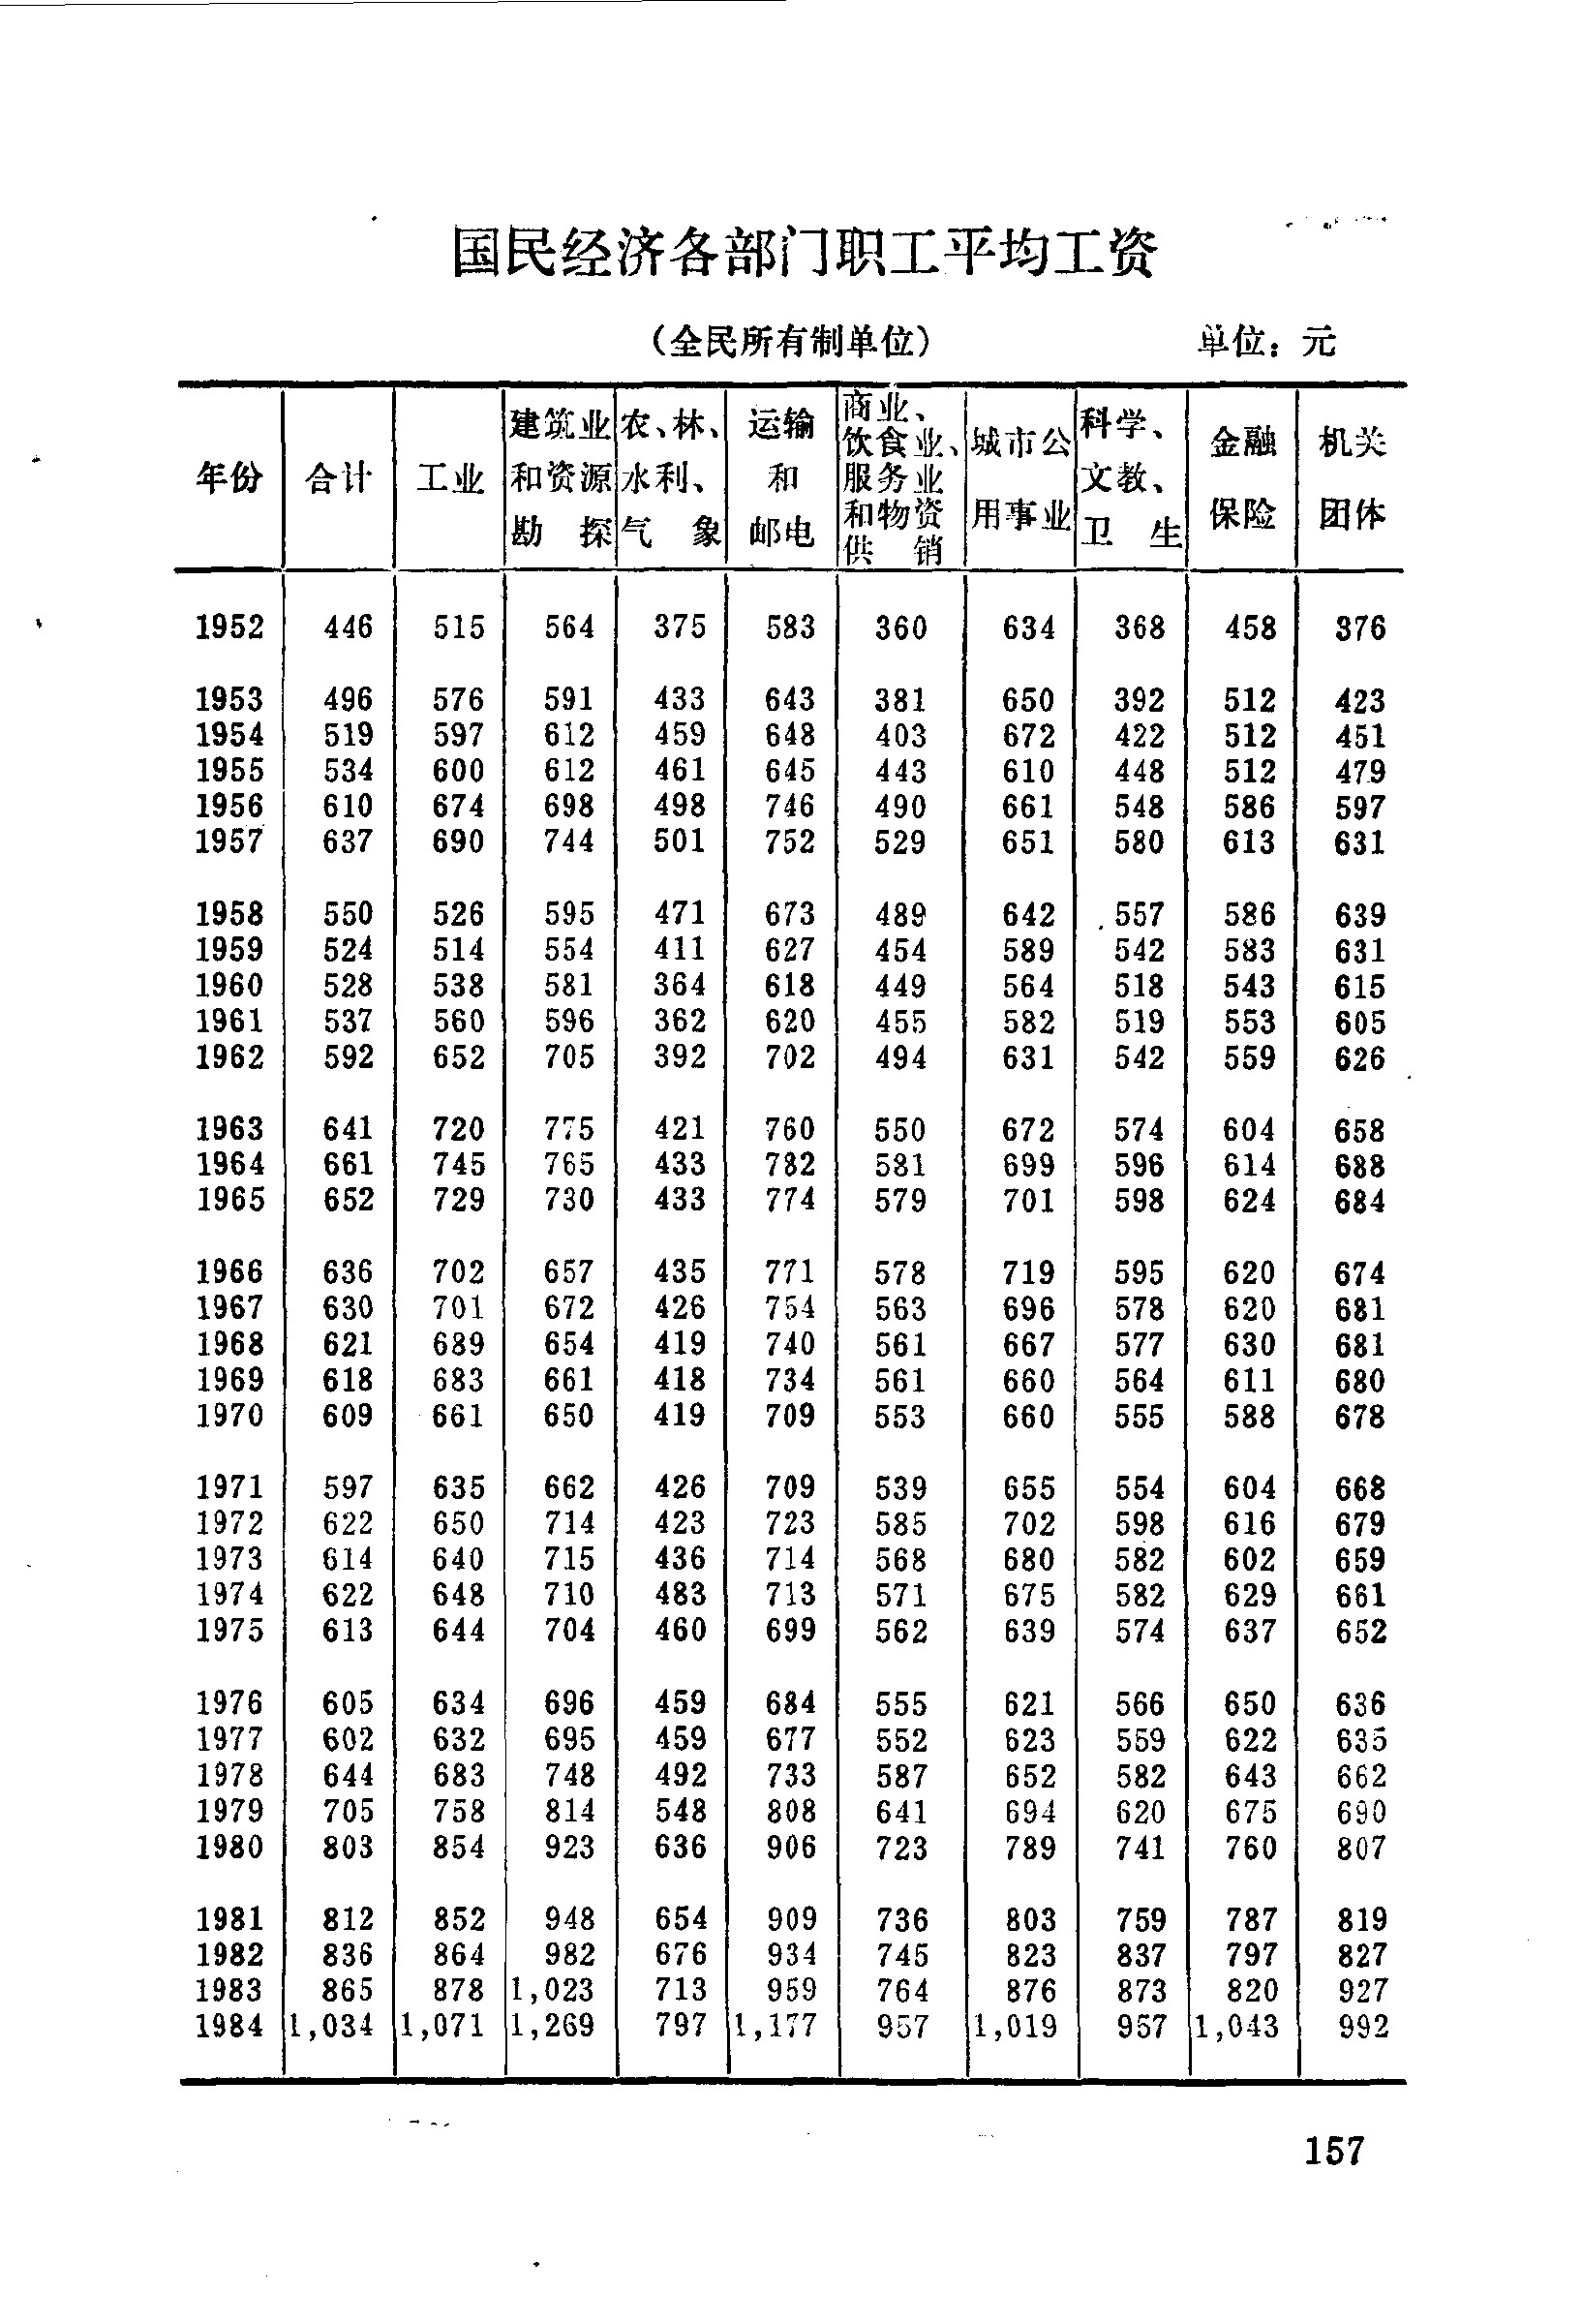 国民经济各部门职工平均工资
（全民所有制单位） 单位：元
年份 合计 工业 建筑业和资源勘探 农、林、水利、气象 运输和邮电 商业、饮食业、服务业和物资供销 城市公用事业 科学、文教、卫生 金融保险 机关团体
1952 446 515 564 375 583 360 634 368 458 376
1953 496 576 591 433 643 381 650 392 512 423
1954 519 597 612 459 648 403 672 422 512 451
1955 534 600 612 461 645 443 610 448 512 479
1956 610 674 698 498 746 490 661 548 586 597
1957 637 690 744 501 752 529 651 580 613 631
1958 550 526 595 471 673 489 642 557 586 639
1959 524 514 554 411 627 454 589 542 583 631
1960 528 538 581 364 618 449 564 518 543 615
1961 537 560 596 362 620 455 582 519 553 605
1962 592 652 705 392 702 494 631 542 559 626
1963 641 720 775 421 760 550 672 574 604 658
1964 661 745 765 433 782 581 699 596 614 688
1965 652 729 730 433 774 579 701 598 624 684
1966 636 702 657 435 771 578 719 595 620 674
1967 630 701 672 426 754 563 696 578 620 681
1968 621 689 654 419 740 561 667 577 630 681
1969 618 683 661 418 734 561 660 564 611 680
1970 609 661 650 419 709 553 660 555 588 678
1971 597 635 662 426 709 539 655 554 604 668
1972 622 650 714 423 723 585 702 598 616 679
1973 614 640 715 436 714 568 680 582 602 659
1974 622 648 710 483 713 571 675 582 629 661
1975 613 644 704 460 699 562 639 574 637 652
1976 605 634 696 459 684 555 621 566 650 636
1977 602 632 695 459 677 552 623 559 622 635
1978 644 683 748 492 733 587 652 582 643 662
1979 705 758 814 548 808 641 694 620 675 690
1980 803 854 923 636 906 723 789 741 760 807
1981 812 852 948 654 909 736 803 759 787 819
1982 836 864 982 676 934 745 823 837 797 827
1983 865 878 1,023 713 959 764 876 873 820 927
1984 1,034 1,071 1,269 797 1,177 957 1,019 957 1,043 992
157